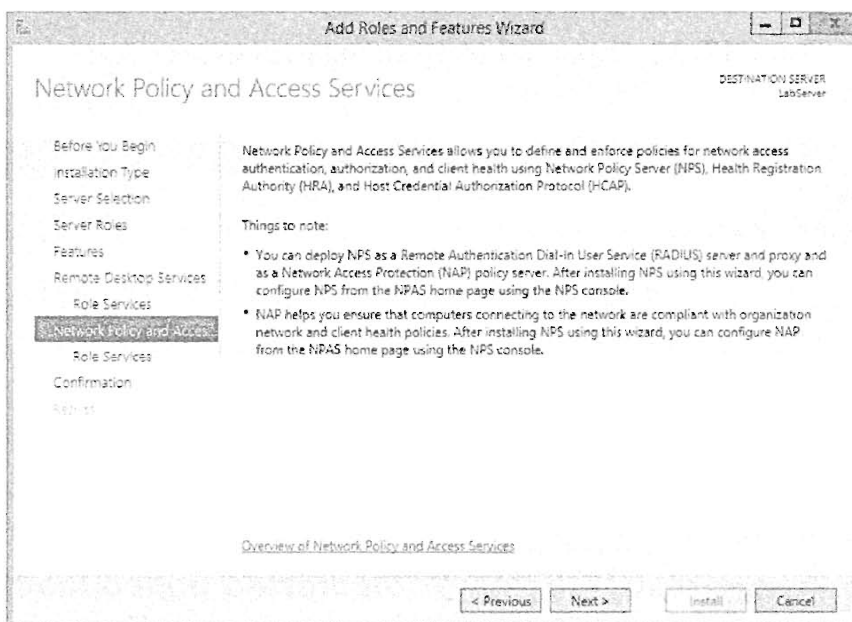 Add Roles and Features Wizard
Network Policy and Access Services
DESTINATION SERVER
LabServer
Before You Begin
Installation Type
Server Selection
Server Roles
Features
Remote Desktop Services
Role Services
Network Policy and Acces
Role Services
Confirmation
Results
Network Policy and Access Services allows you to define and enforce policies for network access
authentication, authorization, and client health using Network Policy Server (NPS), Health Registration
Authority (HRA), and Host Credential Authorization Protocol (HCAP).
Things to note:
• You can deploy NPS as a Remote Authentication Dial-In User Service (RADIUS) server and proxy and
as a Network Access Protection (NAP) policy server. After installing NPS using this wizard, you can
configure NPS from the NPAS home page using the NPS console.
• NAP helps you ensure that computers connecting to the network are compliant with organization
network and client health policies. After installing NPS using this wizard, you can configure NAP
from the NPAS home page using the NPS console.
Overview of Network Policy and Access Services
< Previous
Next >
Install
Cancel